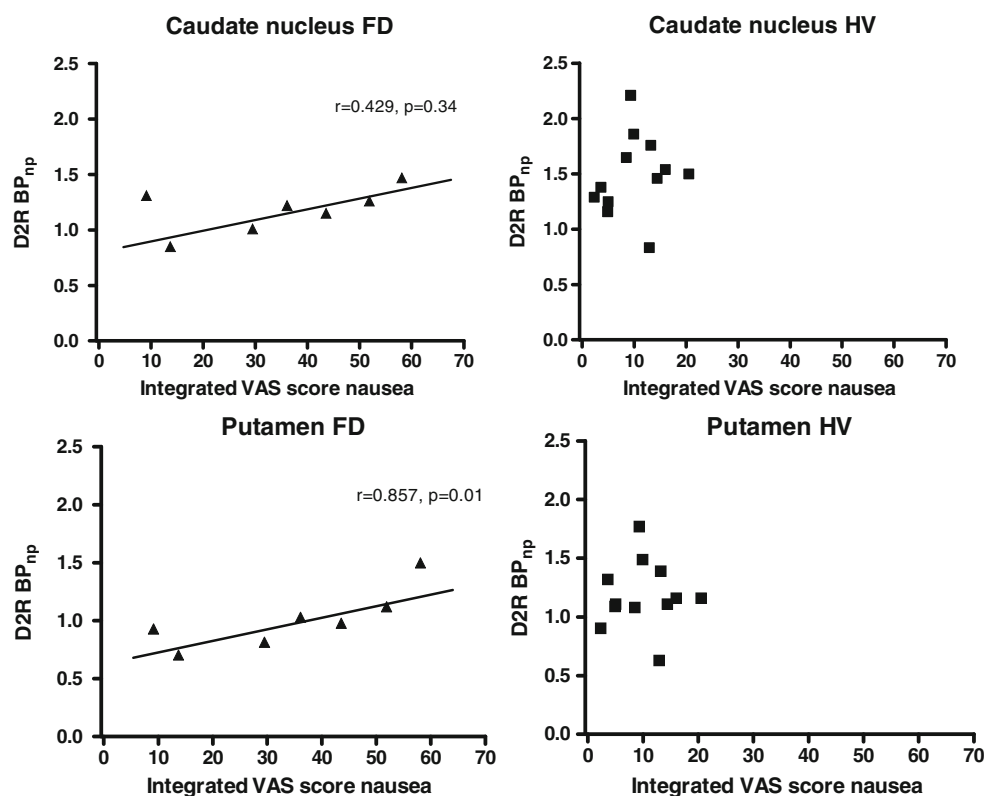 Caudate nucleus FD
2.5
2.0
1.5
1.0
0.5
0.0
D2R BPnp
r=0.429, p=0.34
0 10 20 30 40 50 60 70
Integrated VAS score nausea
Caudate nucleus HV
2.5
2.0
1.5
1.0
0.5
0.0
D2R BPnp
0 10 20 30 40 50 60 70
Integrated VAS score nausea
Putamen FD
2.5
2.0
1.5
1.0
0.5
0.0
D2R BPnp
r=0.857, p=0.01
0 10 20 30 40 50 60 70
Integrated VAS score nausea
Putamen HV
2.5
2.0
1.5
1.0
0.5
0.0
D2R BPnp
0 10 20 30 40 50 60 70
Integrated VAS score nausea